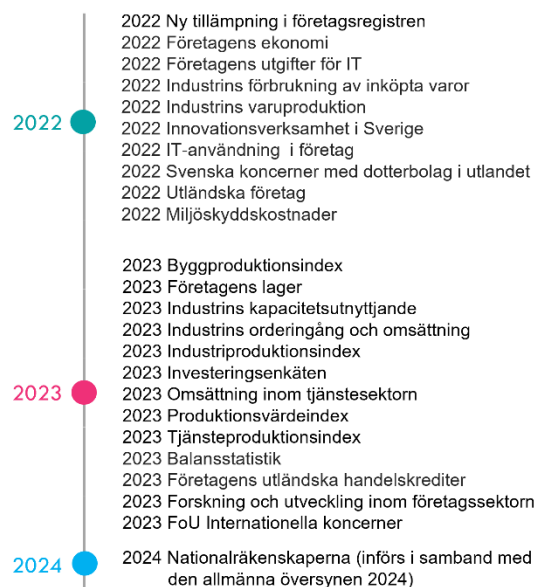 2022 Ny tillämpning i företagsregistren
2022 Företagens ekonomi
2022 Företagens utgifter för IT
2022 Industrins förbrukning av inköpta varor
2022 Industrins varuproduktion
2022 Innovationsverksamhet i Sverige
2022 IT-användning i företag
2022 Svenska koncerner med dotterbolag i utlandet
2022 Utländska företag
2022 Miljöskyddskostnader
2022
2023 Byggproduktionsindex
2023 Företagens lager
2023 Industrins kapacitetsutnyttjande
2023 Industrins orderingång och omsättning
2023 Industriproduktionsindex
2023 Investeringsenkäten
2023 Omsättning inom tjänstesektorn
2023 Produktionsvärdeindex
2023 Tjänsteproduktionsindex
2023 Balansstatistik
2023 Företagens utländska handelskrediter
2023 Forskning och utveckling inom företagssektorn
2023 FoU Internationella koncerner
2023
2024 Nationalräkenskaperna (införs i samband med
den allmänna översynen 2024)
2024